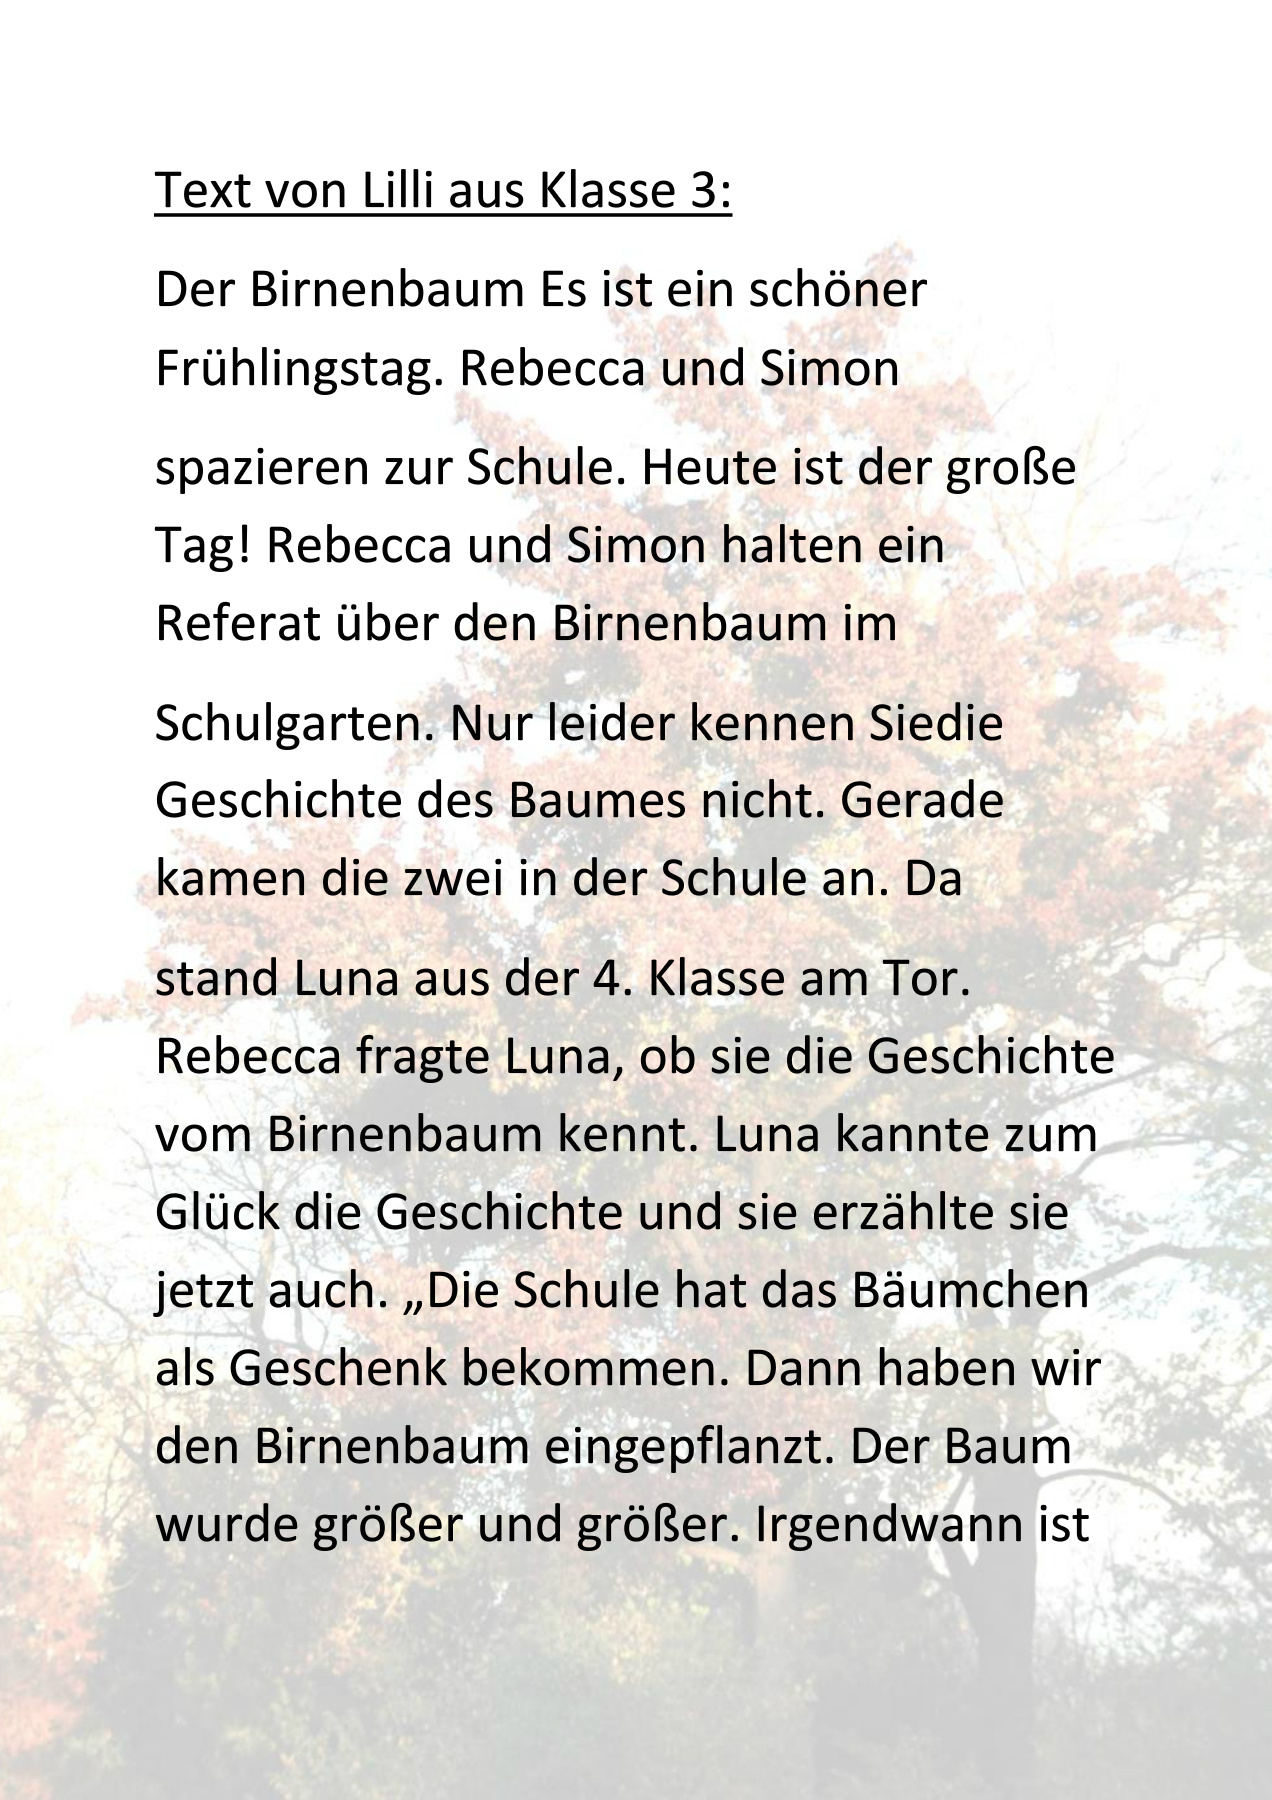 Text von Lilli aus Klasse 3:
Der Birnenbaum Es ist ein schöner
Frühlingstag. Rebecca und Simon
spazieren zur Schule. Heute ist der große
Tag! Rebecca und Simon halten ein
Referat über den Birnenbaum im
Schulgarten. Nur leider kennen Siedie
Geschichte des Baumes nicht. Gerade
kamen die zwei in der Schule an. Da
stand Luna aus der 4. Klasse am Tor.
Rebecca fragte Luna, ob sie die Geschichte
vom Birnenbaum kennt. Luna kannte zum
Glück die Geschichte und sie erzählte sie
jetzt auch. „Die Schule hat das Bäumchen
als Geschenk bekommen. Dann haben wir
den Birnenbaum eingepflanzt. Der Baum
wurde größer und größer. Irgendwann ist